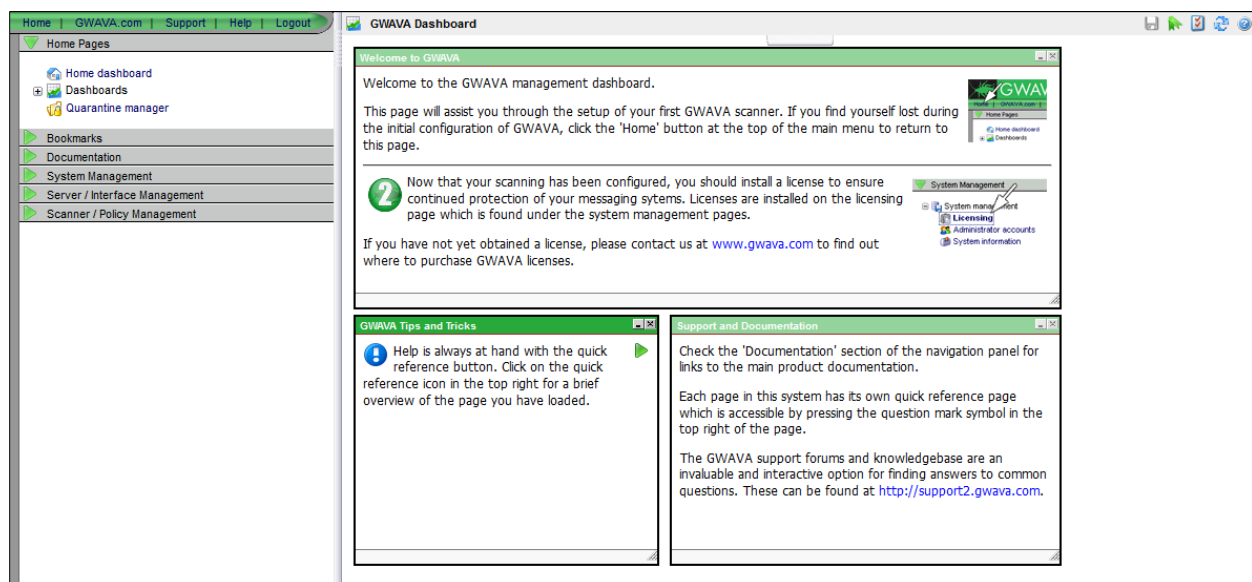 Home | GWAVA.com | Support | Help | Logout
Home Pages
Home dashboard
Dashboards
Quarantine manager
Bookmarks
Documentation
System Management
Server / Interface Management
Scanner / Policy Management
GWAVA Dashboard
Welcome to GWAVA
Welcome to the GWAVA management dashboard.
This page will assist you through the setup of your first GWAVA scanner. If you find yourself lost during
the initial configuration of GWAVA, click the 'Home' button at the top of the main menu to return to
this page.
GWAV
Home | GWAVA.com |
Home Pages
Home dashboard
Dashboards
2
Now that your scanning has been configured, you should install a license to ensure
continued protection of your messaging sytems. Licenses are installed on the licensing
page which is found under the system management pages.
If you have not yet obtained a license, please contact us at www.gwava.com to find out
where to purchase GWAVA licenses.
System Management
System management
Licensing
Administrator accounts
System information
GWAVA Tips and Tricks
Help is always at hand with the quick
reference button. Click on the quick
reference icon in the top right for a brief
overview of the page you have loaded.
Support and Documentation
Check the 'Documentation' section of the navigation panel for
links to the main product documentation.
Each page in this system has its own quick reference page
which is accessible by pressing the question mark symbol in the
top right of the page.
The GWAVA support forums and knowledgebase are an
invaluable and interactive option for finding answers to common
questions. These can be found at http://support2.gwava.com.